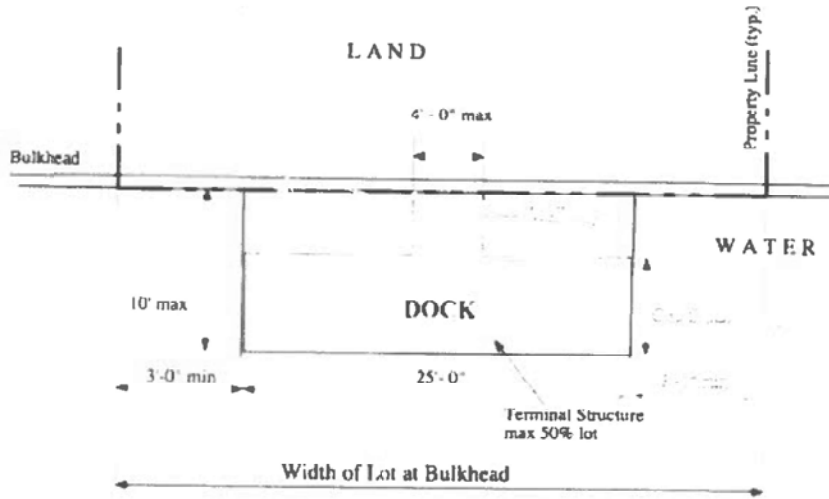 LAND
Property Line (typ.)
4'-0" max
Bulkhead
WATER
10' max
DOCK
3'-0" min
25'-0"
Terminal Structure
max 50% lot
Width of Lot at Bulkhead